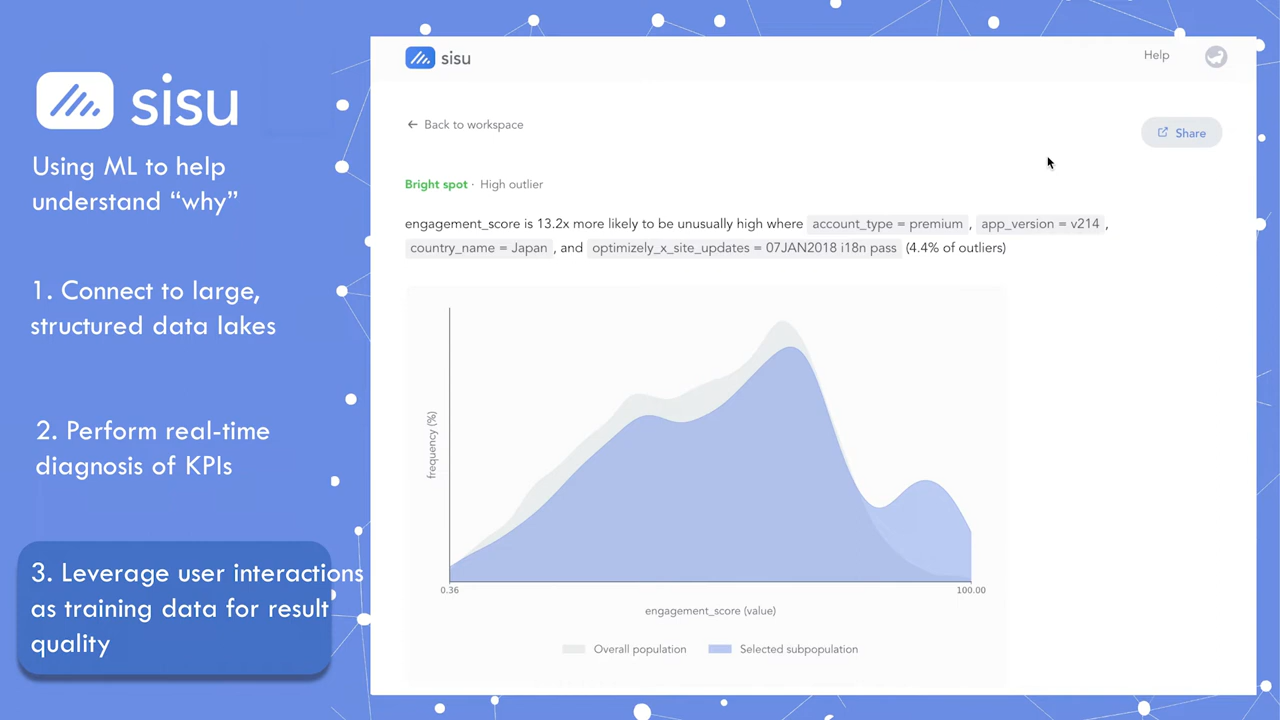 sisu
Using ML to help
understand “why”
1. Connect to large,
structured data lakes
2. Perform real-time
diagnosis of KPIs
3. Leverage user interactions
as training data for result
quality
sisu
Help
← Back to workspace
Share
Bright spot · High outlier
engagement_score is 13.2x more likely to be unusually high where account_type = premium , app_version = v214 ,
country_name = Japan , and optimizely_x_site_updates = 07JAN2018 i18n pass (4.4% of outliers)
frequency (%)
0.36 100.00
engagement_score (value)
Overall population Selected subpopulation